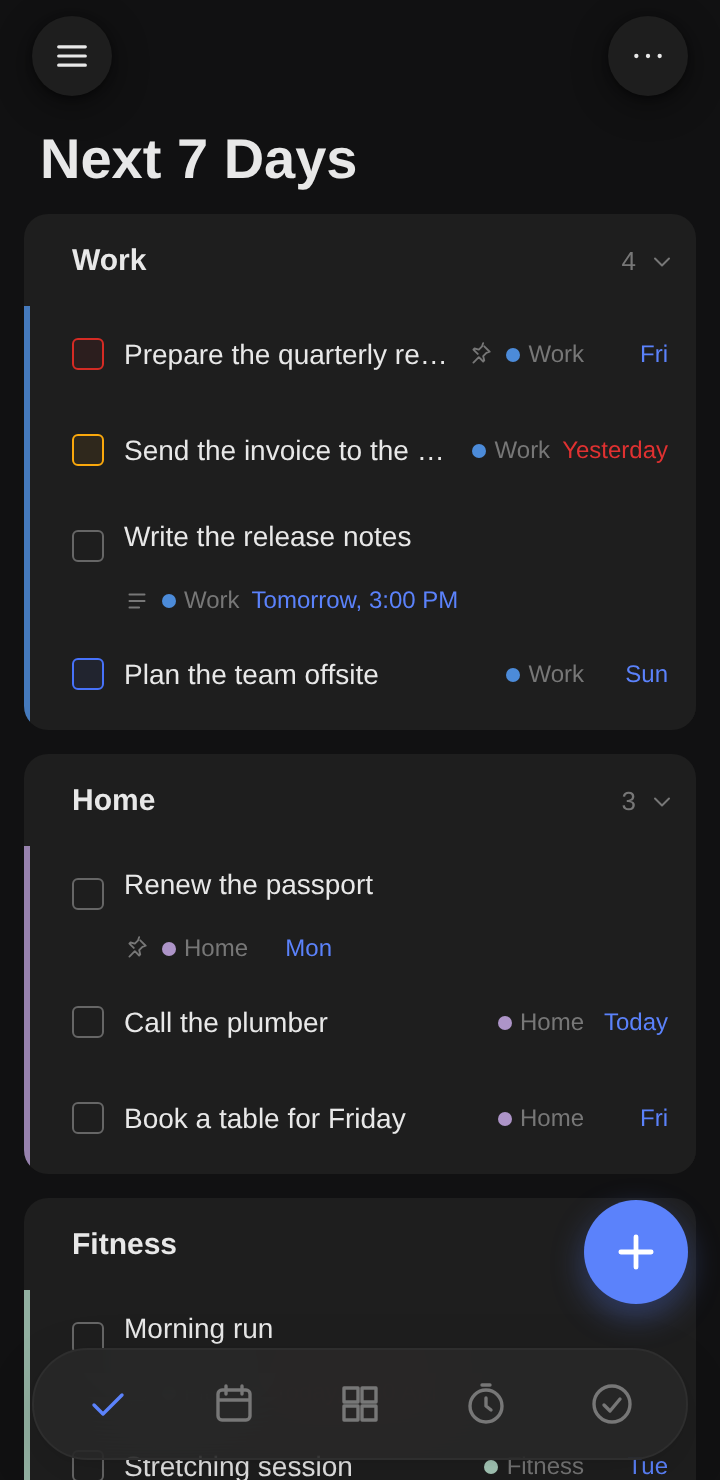 Next 7 Days
Work 4
Prepare the quarterly re… Work Fri
Send the invoice to the … Work Yesterday
Write the release notes
Work Tomorrow, 3:00 PM
Plan the team offsite Work Sun
Home 3
Renew the passport
Home Mon
Call the plumber Home Today
Book a table for Friday Home Fri
Fitness
Morning run
Stretching session Fitness Tue